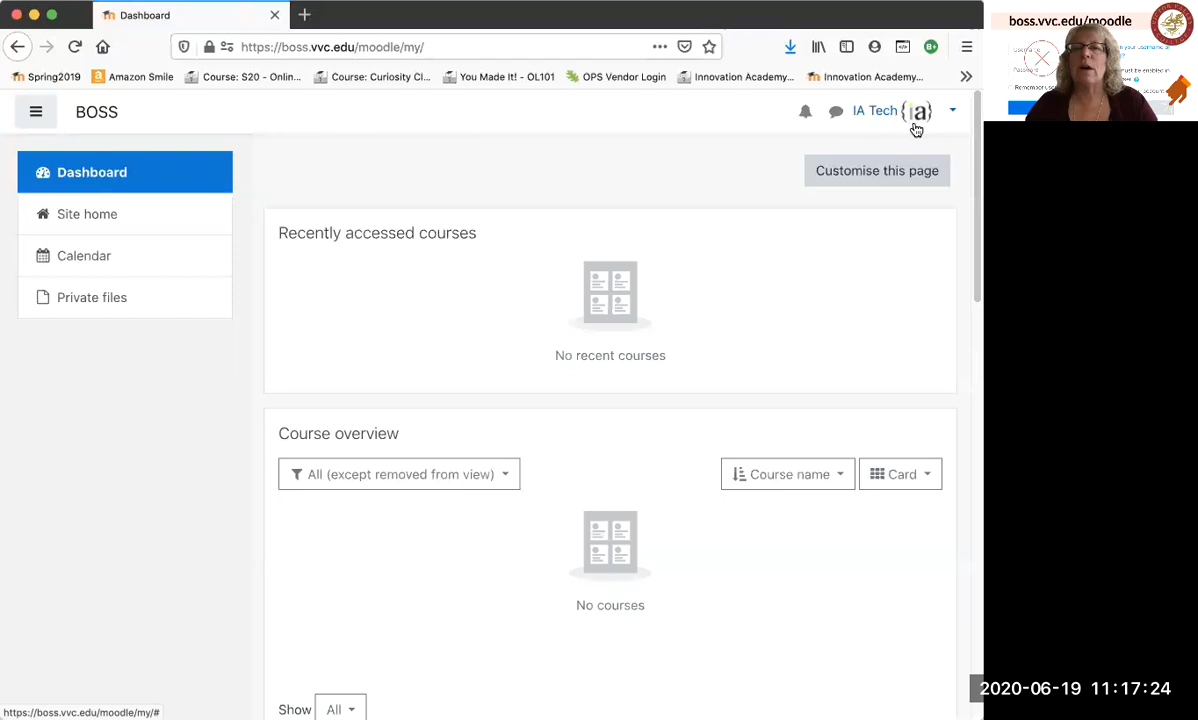 Dashboard
https://boss.vvc.edu/moodle/my/
Spring2019
Amazon Smile
Course: S20 - Onlin...
Course: Curiosity Cl...
You Made It! - OL101
OPS Vendor Login
Innovation Academy...
Innovation Academy...
BOSS
IA Tech
{ia}
Customise this page
Dashboard
Site home
Calendar
Private files
Recently accessed courses
No recent courses
Course overview
All (except removed from view)
Course name
Card
No courses
Show
All
https://boss.vvc.edu/moodle/my/#
boss.vvc.edu/moodle
2020-06-19 11:17:24